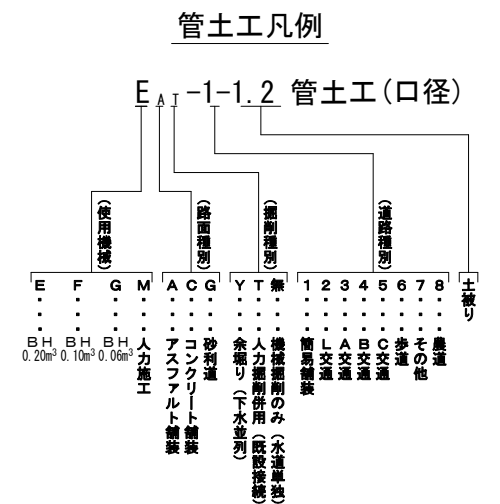 管土工凡例
E A T -1-1.2 管土工(口径)
(使用機械)
(路面種別)
(掘削種別)
(道路種別)
土被り
E・・・BH 0.20m³
F・・・BH 0.10m³
G・・・BH 0.06m³
M・・・人力施工
A・・・アスファルト舗装
C・・・コンクリート舗装
G・・・砂利道
Y・・・余堀り(下水並列)
T・・・人力掘削併用(既設接続)
無・・・機械掘削のみ(水道単独)
1・・・簡易舗装
2・・・L交通
3・・・A交通
4・・・B交通
5・・・C交通
6・・・歩道
7・・・その他
8・・・農道